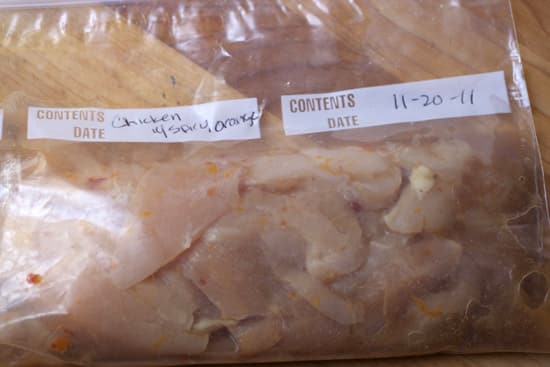 CONTENTS Chicken
DATE w/ spicy, orange
CONTENTS 11-20-11
DATE